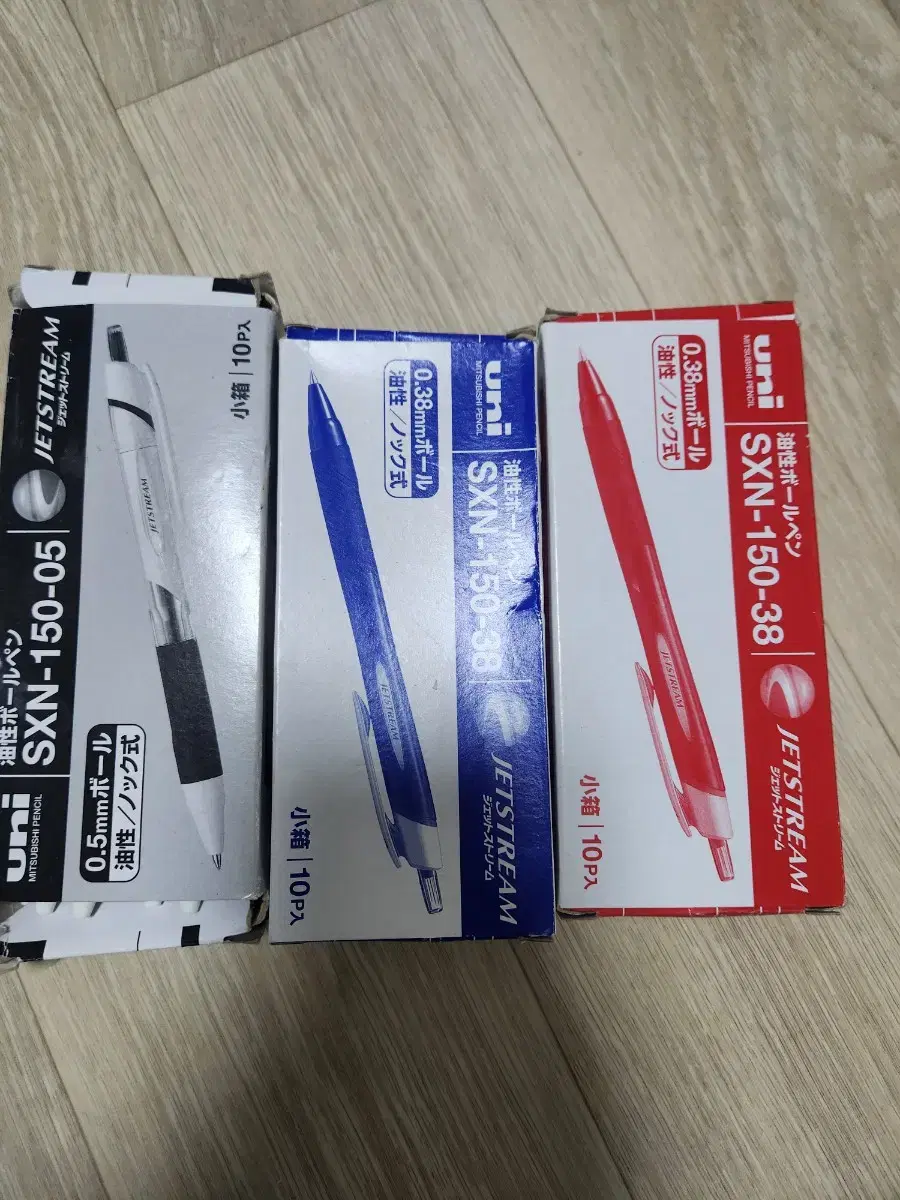 uni
MITSUBISHI PENCIL
油性ボールペン
SXN-150-05
JETSTREAM
ジェットストリーム
0.5mmボール
油性/ノック式
JETSTREAM
小箱 | 10P入
uni
MITSUBISHI PENCIL
油性ボールペン
SXN-150-38
JETSTREAM
ジェットストリーム
0.38mmボール
油性/ノック式
JETSTREAM
小箱 | 10P入
uni
MITSUBISHI PENCIL
油性ボールペン
SXN-150-38
JETSTREAM
ジェットストリーム
0.38mmボール
油性/ノック式
JETSTREAM
小箱 | 10P入